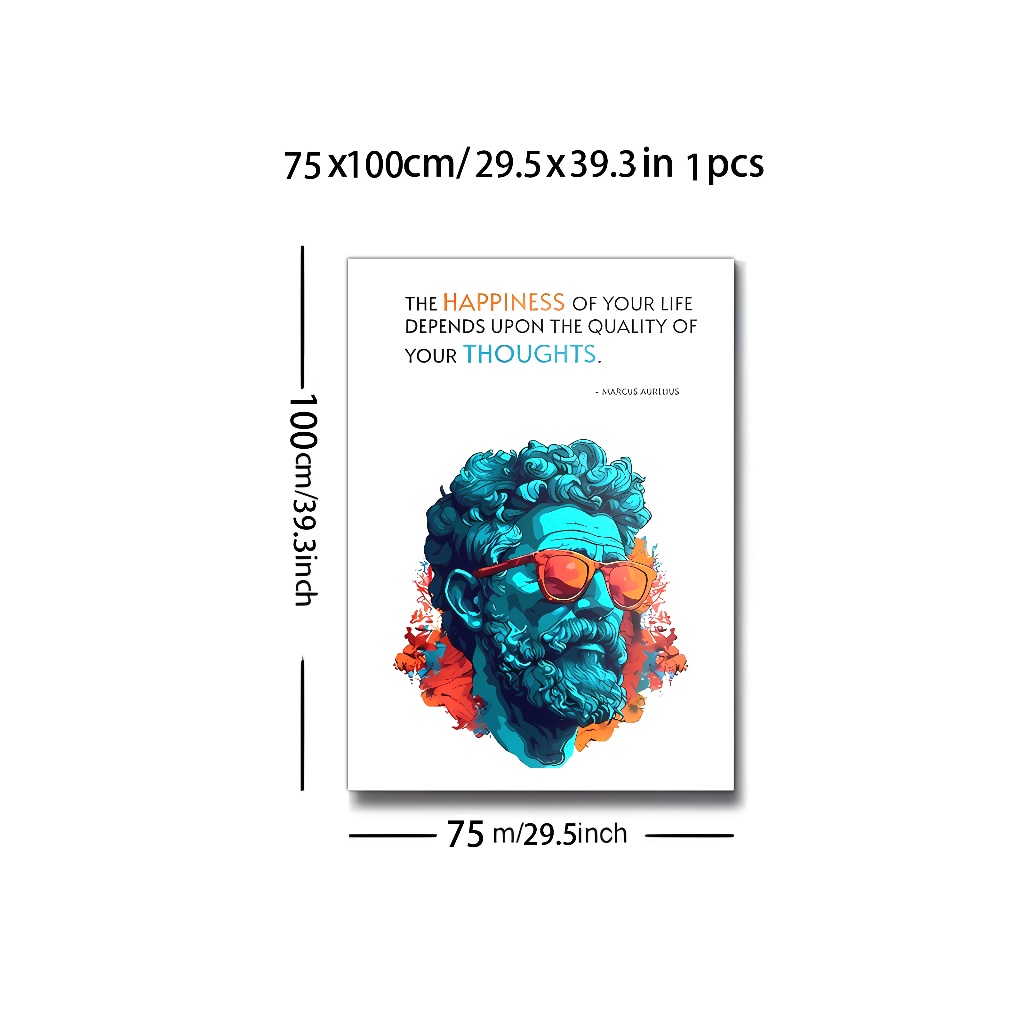 75x100cm/ 29.5x39.3in 1pcs
THE HAPPINESS OF YOUR LIFE
DEPENDS UPON THE QUALITY OF
YOUR THOUGHTS.
- MARCUS AURELIUS
100cm/39.3inch
75 m/29.5inch